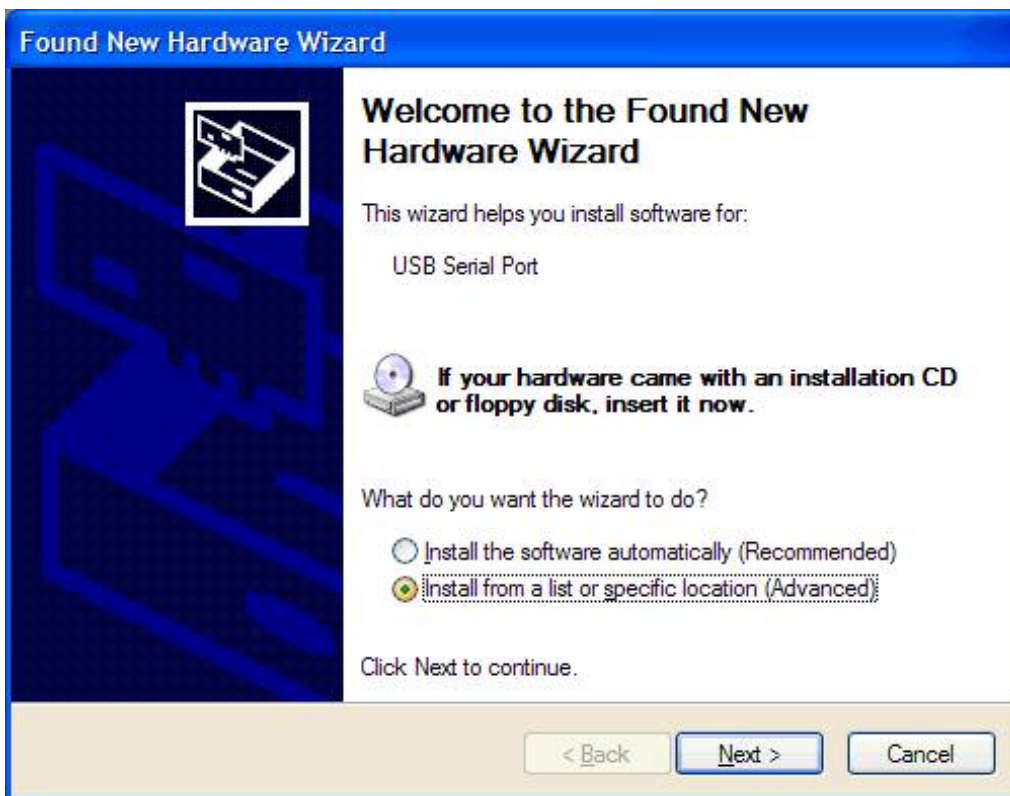 Found New Hardware Wizard
Welcome to the Found New
Hardware Wizard
This wizard helps you install software for:
USB Serial Port
If your hardware came with an installation CD
or floppy disk, insert it now.
What do you want the wizard to do?
Install the software automatically (Recommended)
Install from a list or specific location (Advanced)
Click Next to continue.
< Back Next > Cancel